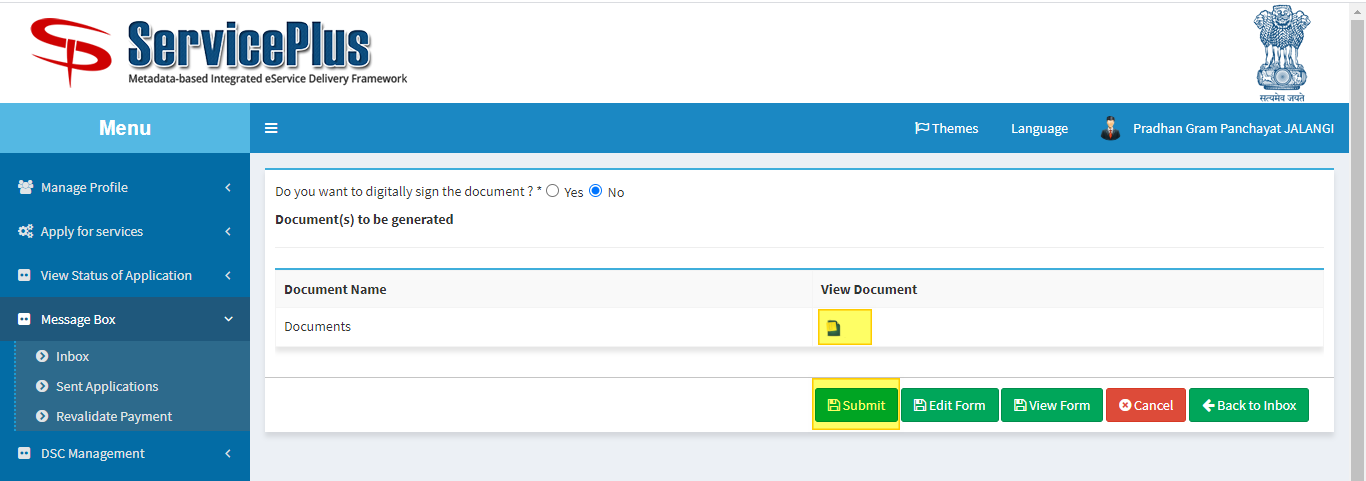 ServicePlus
Metadata-based Integrated eService Delivery Framework
सत्यमेव जयते
Menu
Themes Language Pradhan Gram Panchayat JALANGI
Manage Profile
Apply for services
View Status of Application
Message Box
Inbox
Sent Applications
Revalidate Payment
DSC Management
Do you want to digitally sign the document ? * Yes No
Document(s) to be generated
Document Name View Document
Documents
Submit Edit Form View Form Cancel Back to Inbox